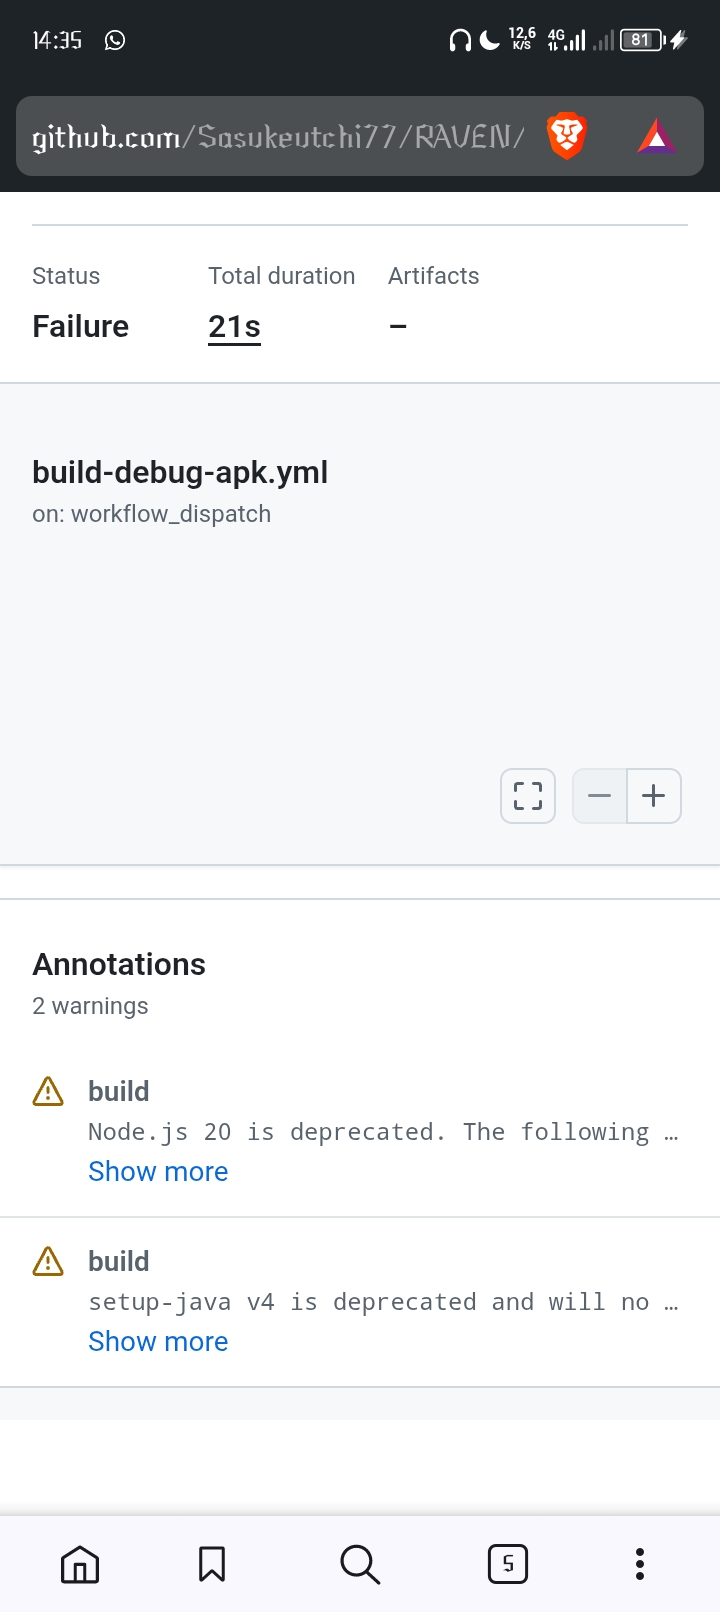 14:35
12,6
K/S
4G
81
github.com/Sasukeutchi77/RAVEN/
Status
Total duration
Artifacts
Failure
21s
–
build-debug-apk.yml
on: workflow_dispatch
Annotations
2 warnings
build
Node.js 20 is deprecated. The following …
Show more
build
setup-java v4 is deprecated and will no …
Show more
5